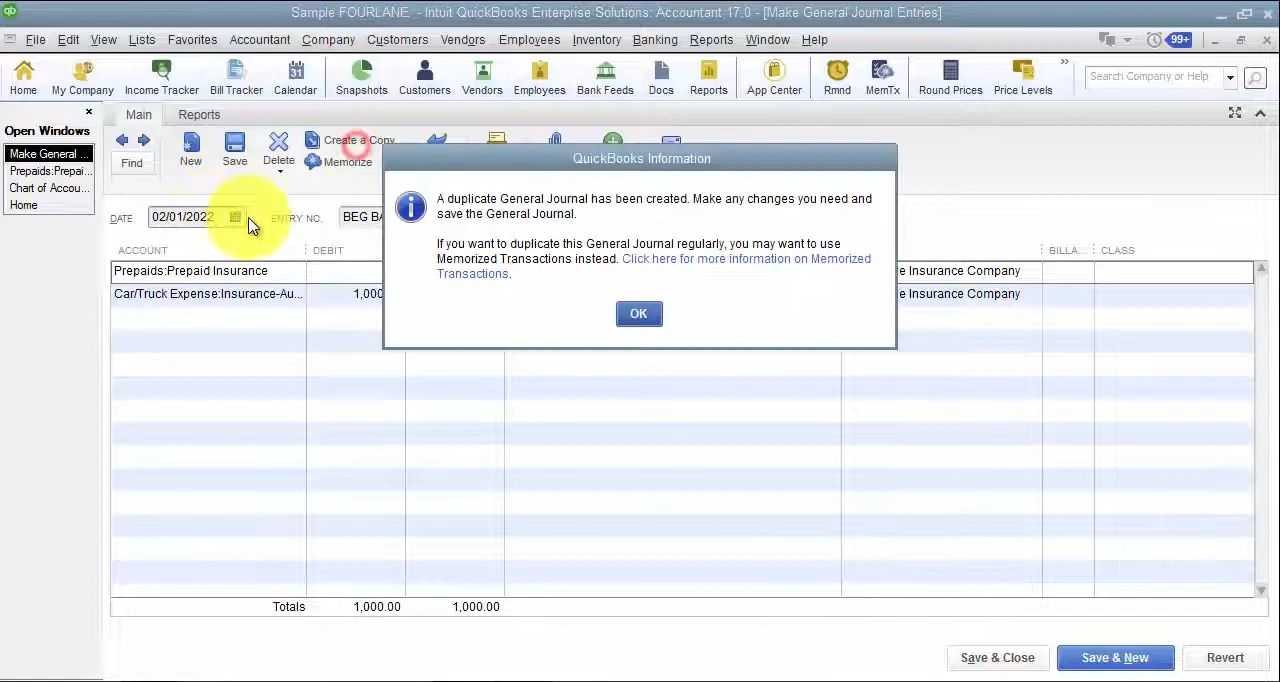 Sample FOURLANE - Intuit QuickBooks Enterprise Solutions: Accountant 17.0 - [Make General Journal Entries]
File Edit View Lists Favorites Accountant Company Customers Vendors Employees Inventory Banking Reports Window Help 99+
Home My Company Income Tracker Bill Tracker Calendar Snapshots Customers Vendors Employees Bank Feeds Docs Reports App Center Rmnd MemTx Round Prices Price Levels » Search Company or Help
Open Windows
Make General ...
Prepaids:Prepai...
Chart of Accou...
Home
Main Reports
Find New Save Delete Create a Copy
Memorize
DATE 02/01/2022 ENTRY NO. BEG BA
ACCOUNT DEBIT BILLA... CLASS
Prepaids:Prepaid Insurance e Insurance Company
Car/Truck Expense:Insurance-Au... 1,000 e Insurance Company
Totals 1,000.00 1,000.00
QuickBooks Information
A duplicate General Journal has been created. Make any changes you need and
save the General Journal.
If you want to duplicate this General Journal regularly, you may want to use
Memorized Transactions instead. Click here for more information on Memorized
Transactions.
OK
Save & Close Save & New Revert